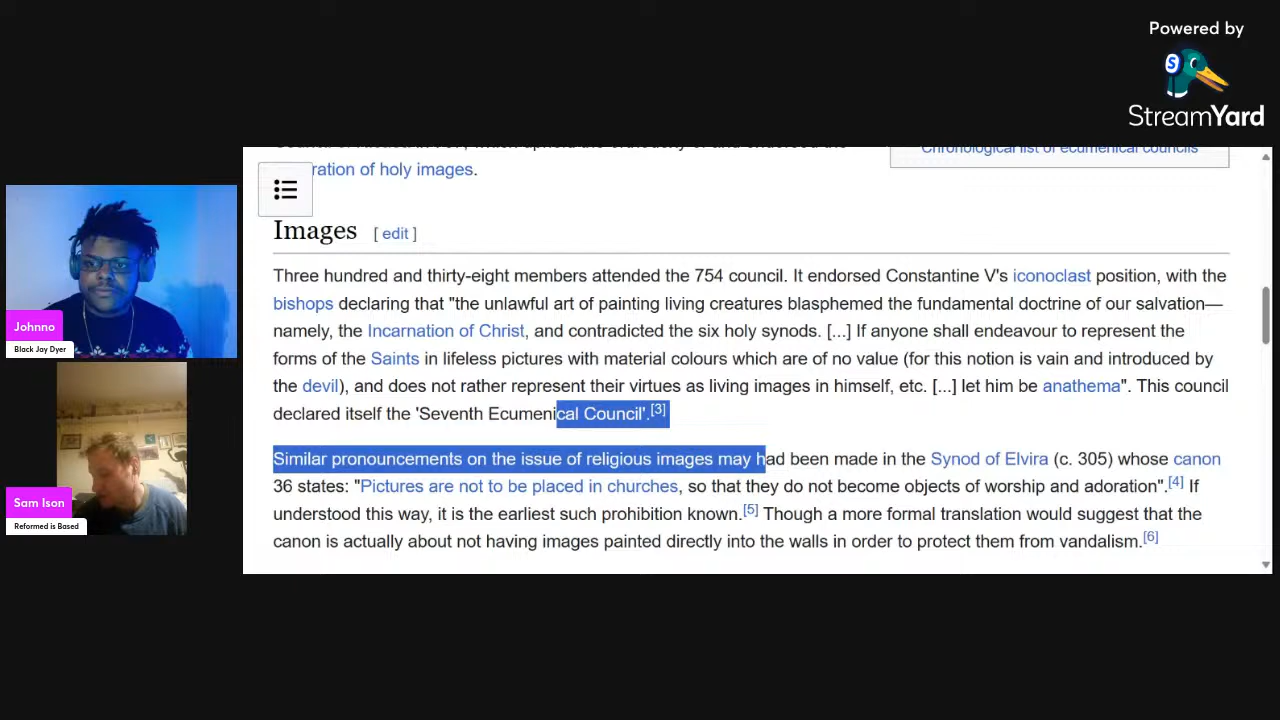 Powered by
StreamYard
Chronological list of ecumenical councils
ration of holy images.
Images [ edit ]
Three hundred and thirty-eight members attended the 754 council. It endorsed Constantine V's iconoclast position, with the
bishops declaring that "the unlawful art of painting living creatures blasphemed the fundamental doctrine of our salvation—
namely, the Incarnation of Christ, and contradicted the six holy synods. [...] If anyone shall endeavour to represent the
forms of the Saints in lifeless pictures with material colours which are of no value (for this notion is vain and introduced by
the devil), and does not rather represent their virtues as living images in himself, etc. [...] let him be anathema". This council
declared itself the 'Seventh Ecumenical Council'.[3]
Similar pronouncements on the issue of religious images may had been made in the Synod of Elvira (c. 305) whose canon
36 states: "Pictures are not to be placed in churches, so that they do not become objects of worship and adoration".[4] If
understood this way, it is the earliest such prohibition known.[5] Though a more formal translation would suggest that the
canon is actually about not having images painted directly into the walls in order to protect them from vandalism.[6]
Johnno
Black Jay Dyer
Sam Ison
Reformed is Based